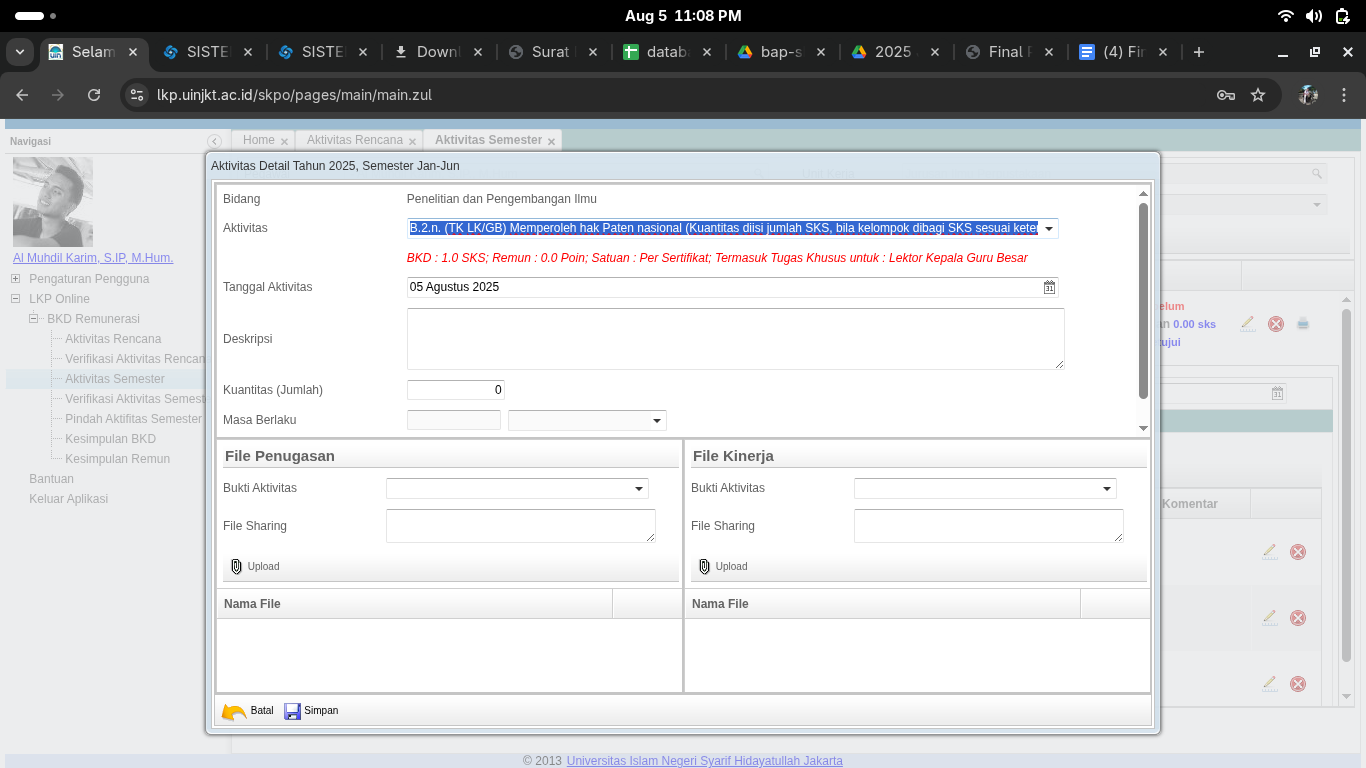 Aug 5 11:08 PM
Selam
SISTE
SISTE
Downl
Surat
datab
bap-s
2025
Final
(4) Fir
lkp.uinjkt.ac.id/skpo/pages/main/main.zul
Navigasi
Home
Aktivitas Rencana
Aktivitas Semester
Al Muhdil Karim, S.IP, M.Hum.
Pengaturan Pengguna
LKP Online
BKD Remunerasi
Aktivitas Rencana
Verifikasi Aktivitas Rencan
Aktivitas Semester
Verifikasi Aktivitas Semest
Pindah Aktifitas Semester
Kesimpulan BKD
Kesimpulan Remun
Bantuan
Keluar Aplikasi
Aktivitas Detail Tahun 2025, Semester Jan-Jun
Bidang Penelitian dan Pengembangan Ilmu
Aktivitas B.2.n. (TK LK/GB) Memperoleh hak Paten nasional (Kuantitas diisi jumlah SKS, bila kelompok dibagi SKS sesuai keter
BKD : 1.0 SKS; Remun : 0.0 Poin; Satuan : Per Sertifikat; Termasuk Tugas Khusus untuk : Lektor Kepala Guru Besar
Tanggal Aktivitas 05 Agustus 2025
Deskripsi
Kuantitas (Jumlah) 0
Masa Berlaku
File Penugasan
Bukti Aktivitas
File Sharing
Upload
Nama File
File Kinerja
Bukti Aktivitas
File Sharing
Upload
Nama File
Batal Simpan
elum
n 0.00 sks
tujui
Komentar
© 2013 Universitas Islam Negeri Syarif Hidayatullah Jakarta